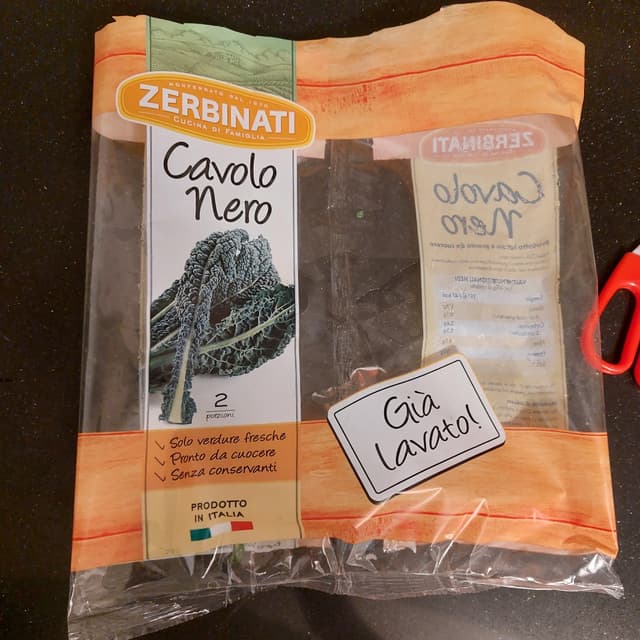 MONFERRATO DAL 1970
ZERBINATI
CUCINA DI FAMIGLIA
Cavolo
Nero
2
porzioni
Solo verdure fresche
Pronto da cuocere
Senza conservanti
PRODOTTO
IN ITALIA
Già
lavato!
ZERBINATI
Cavolo
Nero